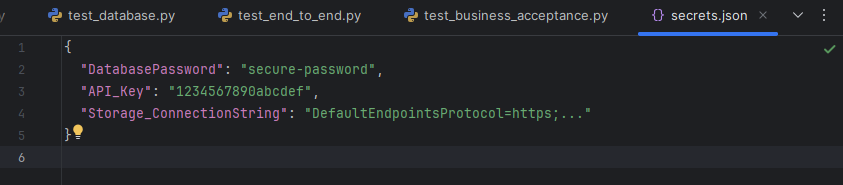 test_database.py test_end_to_end.py test_business_acceptance.py secrets.json
1 {
2 "DatabasePassword": "secure-password",
3 "API_Key": "1234567890abcdef",
4 "Storage_ConnectionString": "DefaultEndpointsProtocol=https;..."
5 }
6